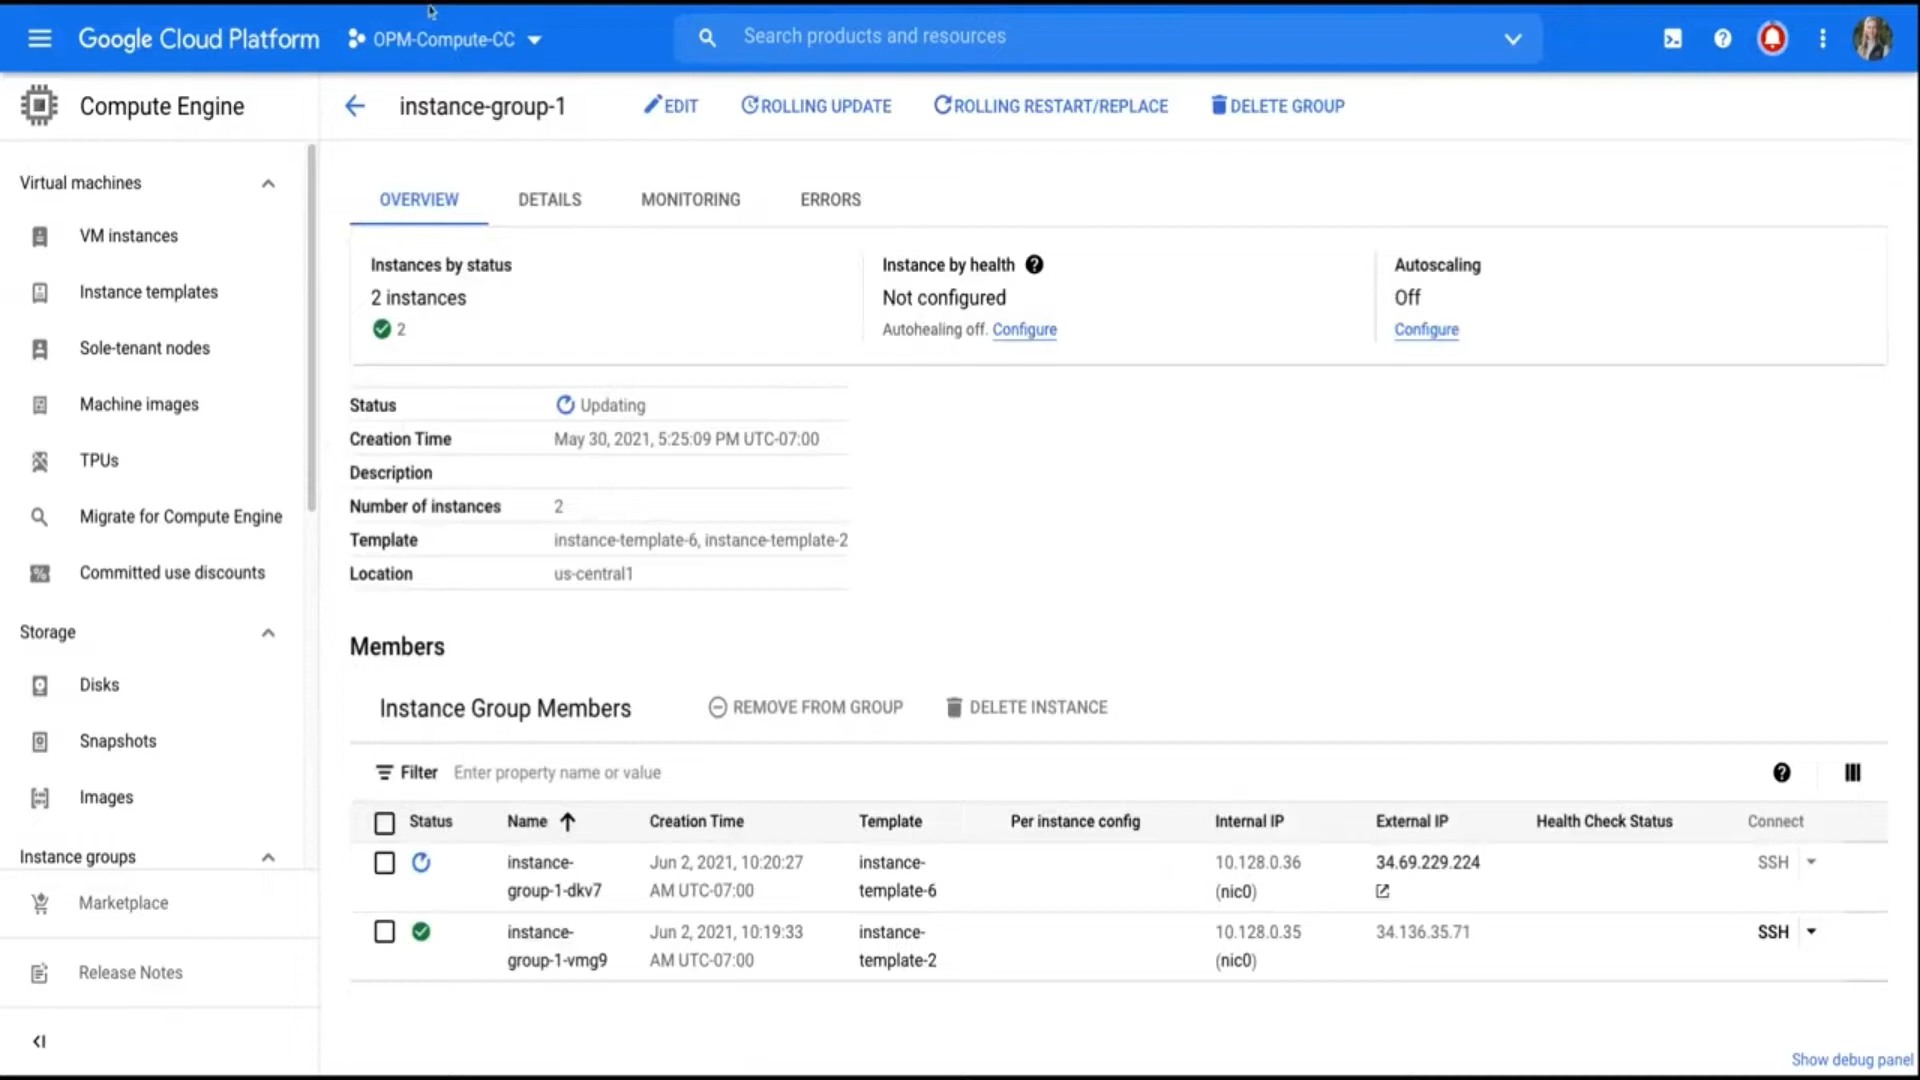 Google Cloud Platform
OPM-Compute-CC
Search products and resources
Compute Engine
instance-group-1
EDIT
ROLLING UPDATE
ROLLING RESTART/REPLACE
DELETE GROUP
Virtual machines
VM instances
Instance templates
Sole-tenant nodes
Machine images
TPUs
Migrate for Compute Engine
Committed use discounts
Storage
Disks
Snapshots
Images
Instance groups
Marketplace
Release Notes
OVERVIEW
DETAILS
MONITORING
ERRORS
Instances by status
2 instances
2
Instance by health
Not configured
Autohealing off. Configure
Autoscaling
Off
Configure
Status Updating
Creation Time May 30, 2021, 5:25:09 PM UTC-07:00
Description
Number of instances 2
Template instance-template-6, instance-template-2
Location us-central1
Members
Instance Group Members
REMOVE FROM GROUP
DELETE INSTANCE
Filter Enter property name or value
Status Name Creation Time Template Per instance config Internal IP External IP Health Check Status Connect
instance- Jun 2, 2021, 10:20:27 instance- 10.128.0.36 34.69.229.224 SSH
group-1-dkv7 AM UTC-07:00 template-6 (nic0)
instance- Jun 2, 2021, 10:19:33 instance- 10.128.0.35 34.136.35.71 SSH
group-1-vmg9 AM UTC-07:00 template-2 (nic0)
Show debug panel